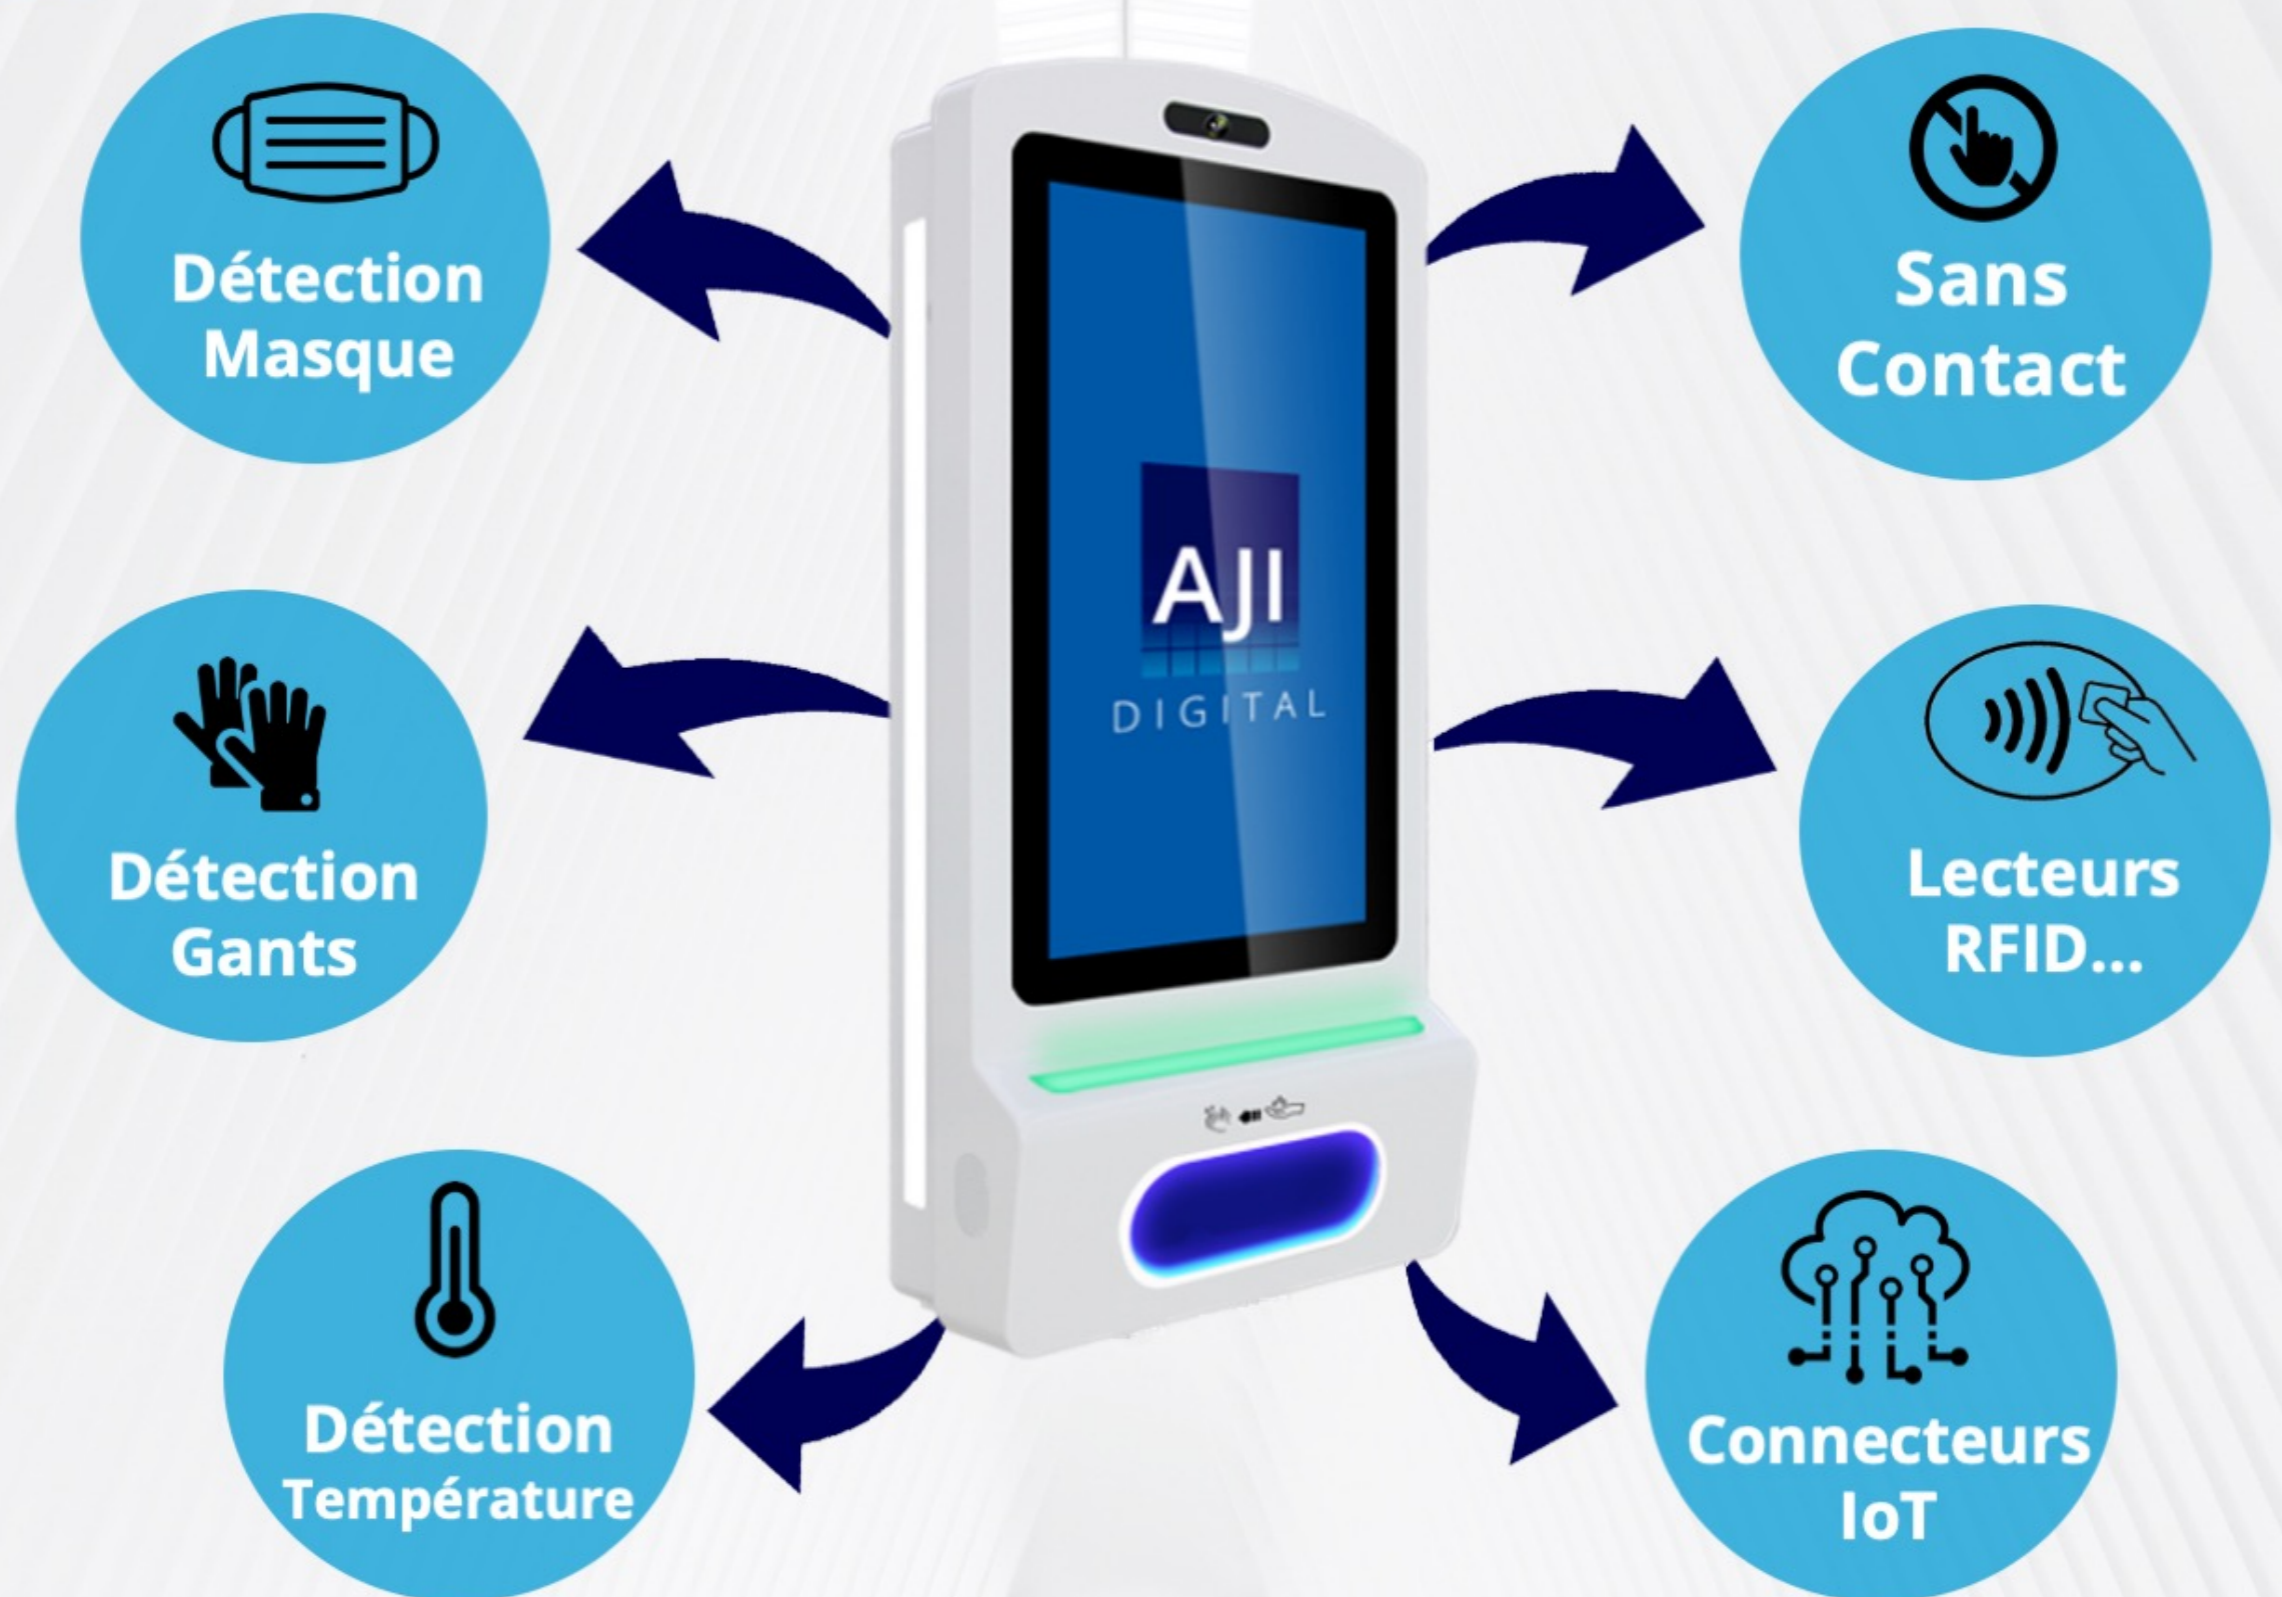 Détection
Masque
Sans
Contact
AJI
DIGITAL
Détection
Gants
Lecteurs
RFID...
Détection
Température
Connecteurs
IoT